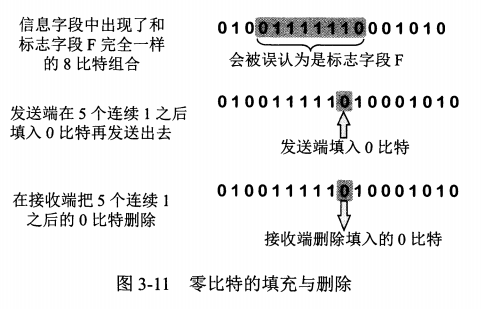 信息字段中出现了和
标志字段 F 完全一样
的 8 比特组合
01001111110001010
会被误认为是标志字段 F
发送端在 5 个连续 1 之后
填入 0 比特再发送出去
010011111010001010
发送端填入 0 比特
在接收端把 5 个连续 1
之后的 0 比特删除
010011111010001010
接收端删除填入的 0 比特
图 3-11 零比特的填充与删除